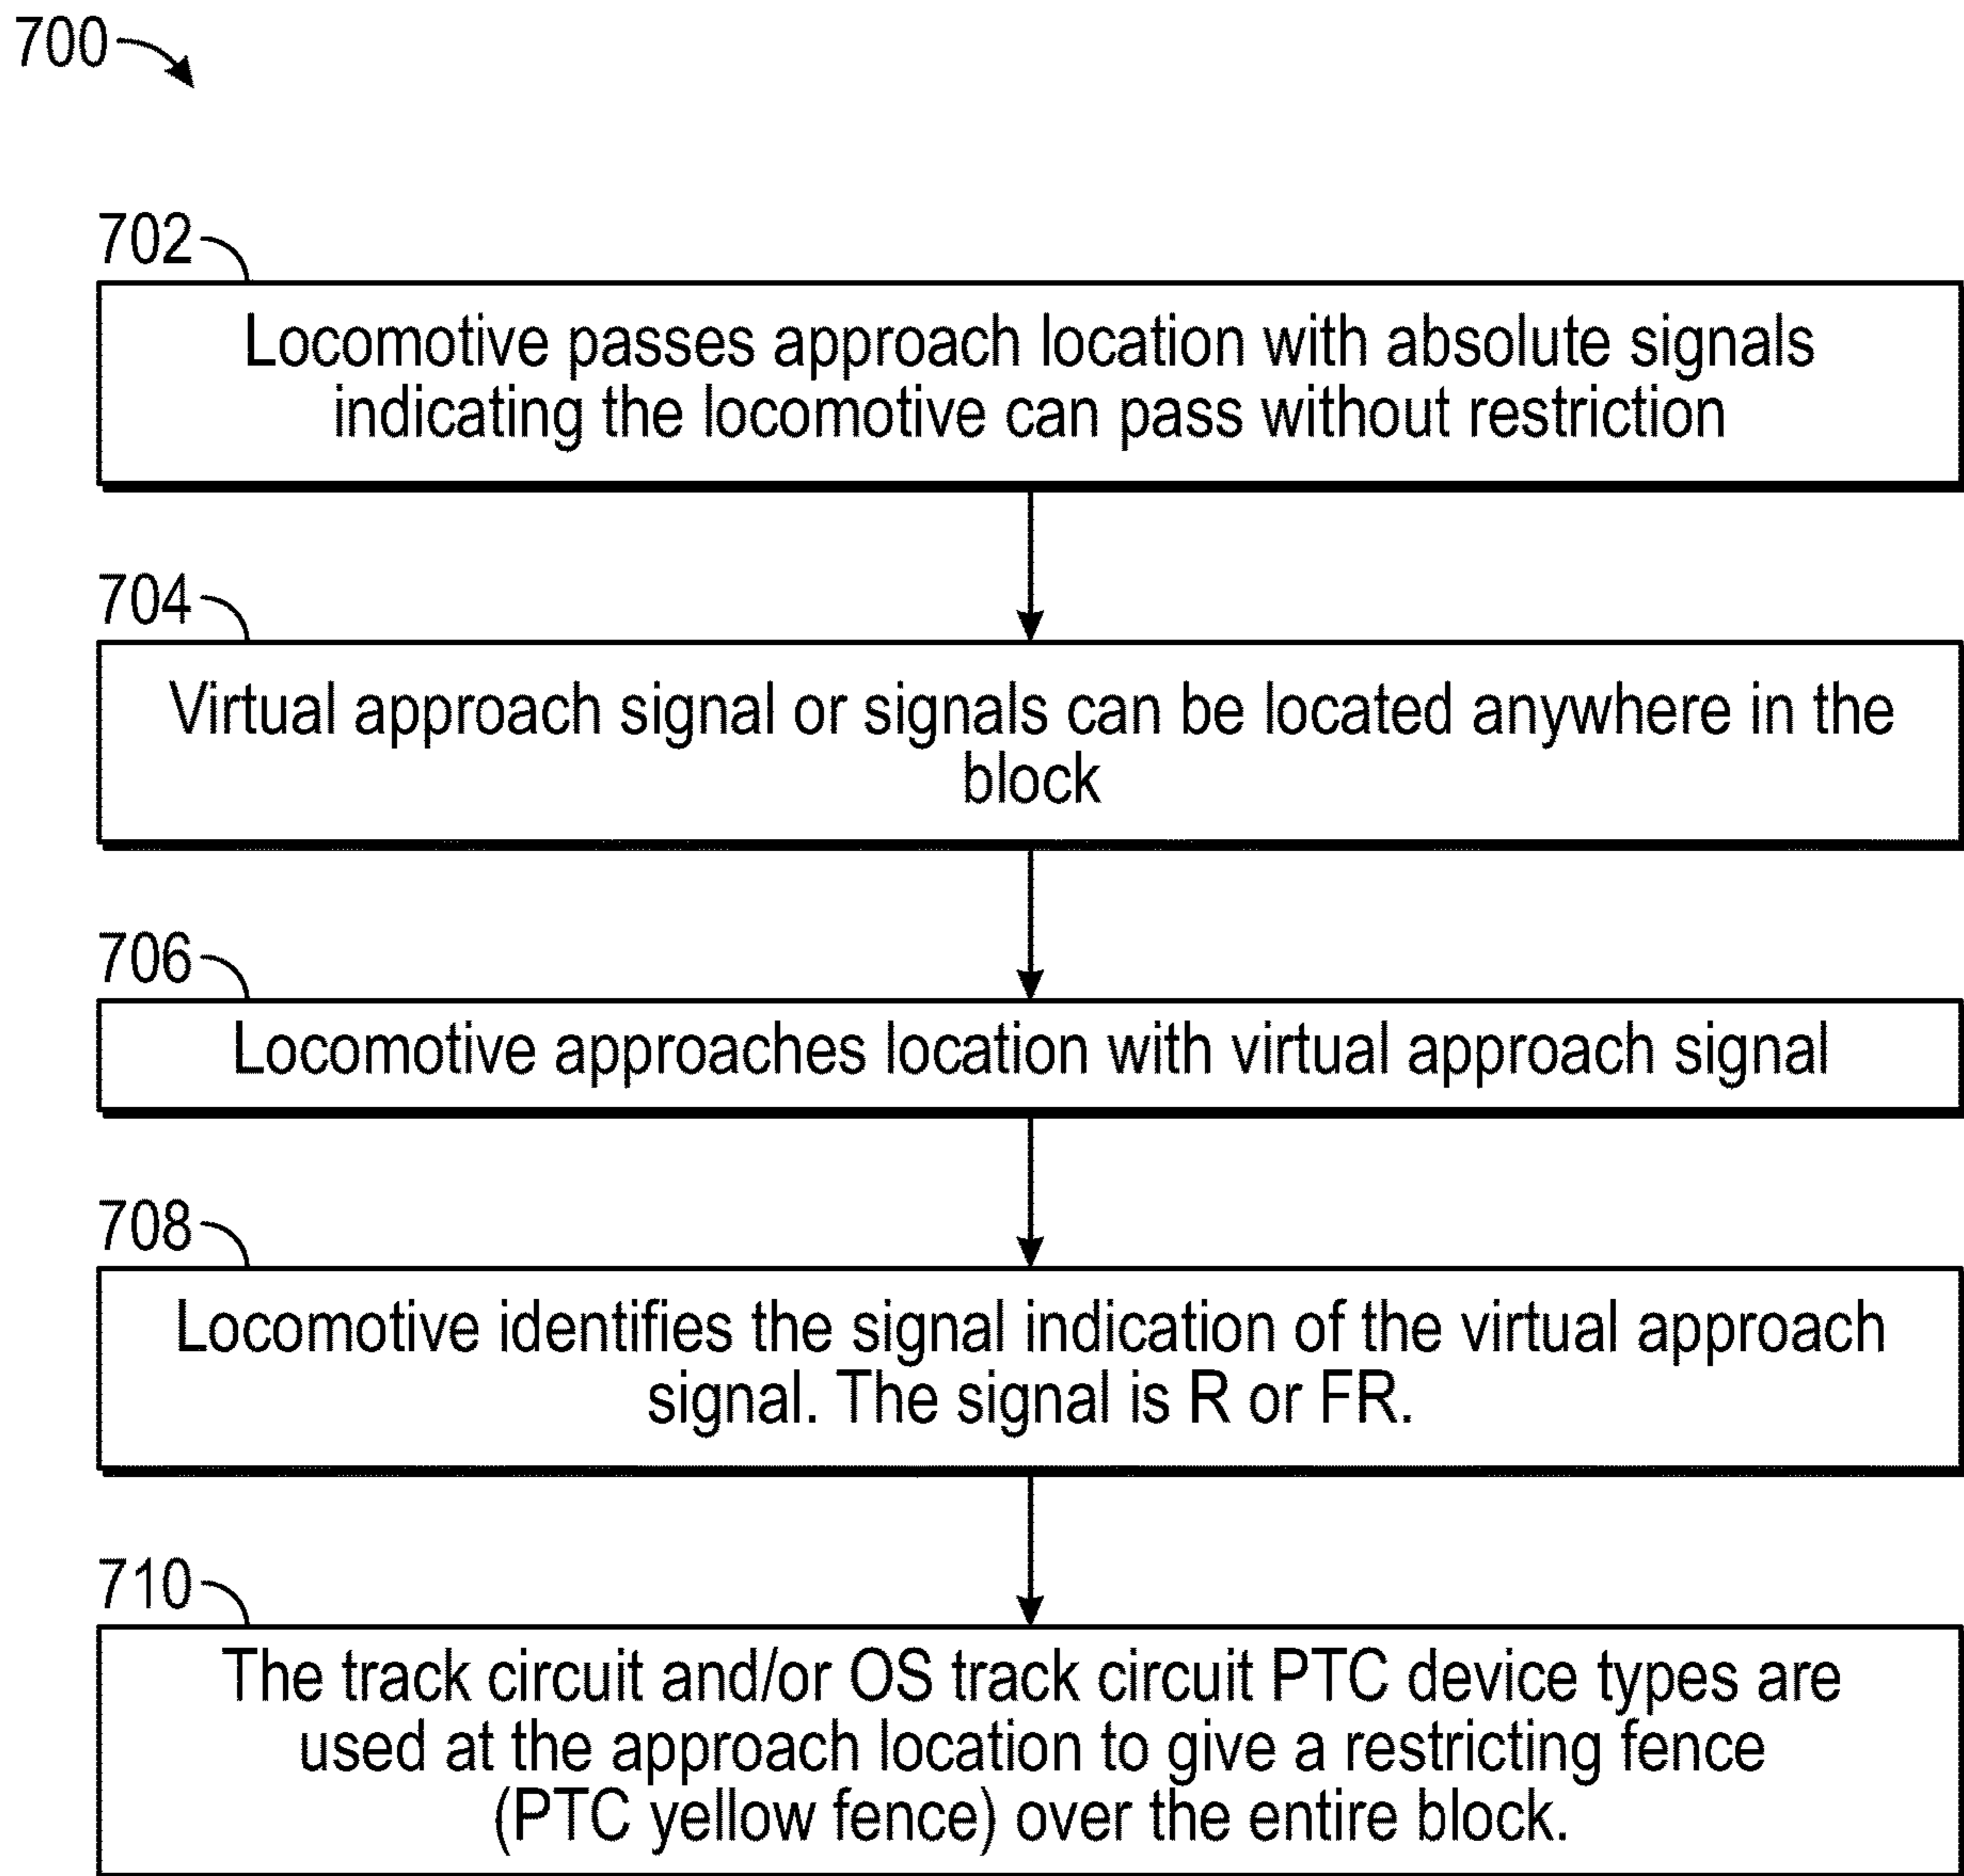 700
702
Locomotive passes approach location with absolute signals
indicating the locomotive can pass without restriction
704
Virtual approach signal or signals can be located anywhere in the
block
706
Locomotive approaches location with virtual approach signal
708
Locomotive identifies the signal indication of the virtual approach
signal. The signal is R or FR.
710
The track circuit and/or OS track circuit PTC device types are
used at the approach location to give a restricting fence
(PTC yellow fence) over the entire block.